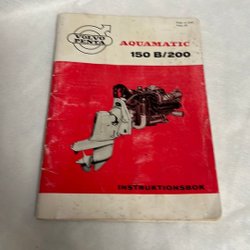 VOLVO
PENTA
AQUAMATIC
150 B/200
INSTRUKTIONSBOK